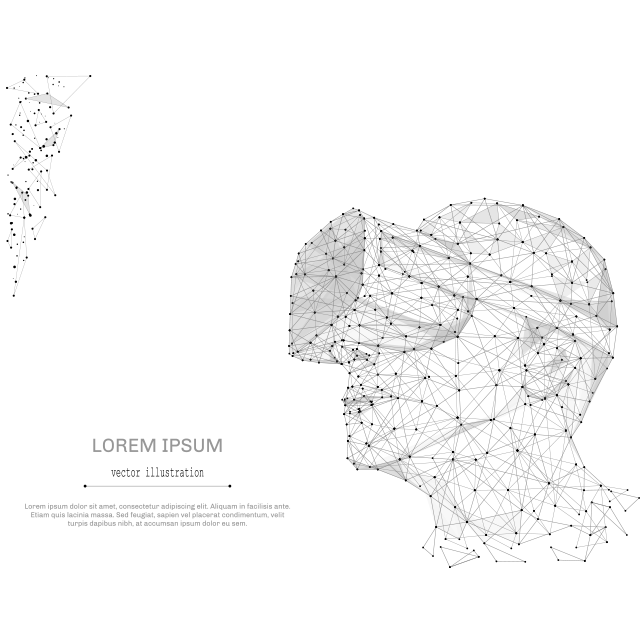 LOREM IPSUM
vector illustration
Lorem ipsum dolor sit amet, consectetur adipiscing elit. Aliquam in facilisis ante.
Etiam quis lacinia massa. Sed feugiat, sapien vel placerat condimentum, velit
turpis dapibus nibh, at accumsan ipsum dolor eu sem.